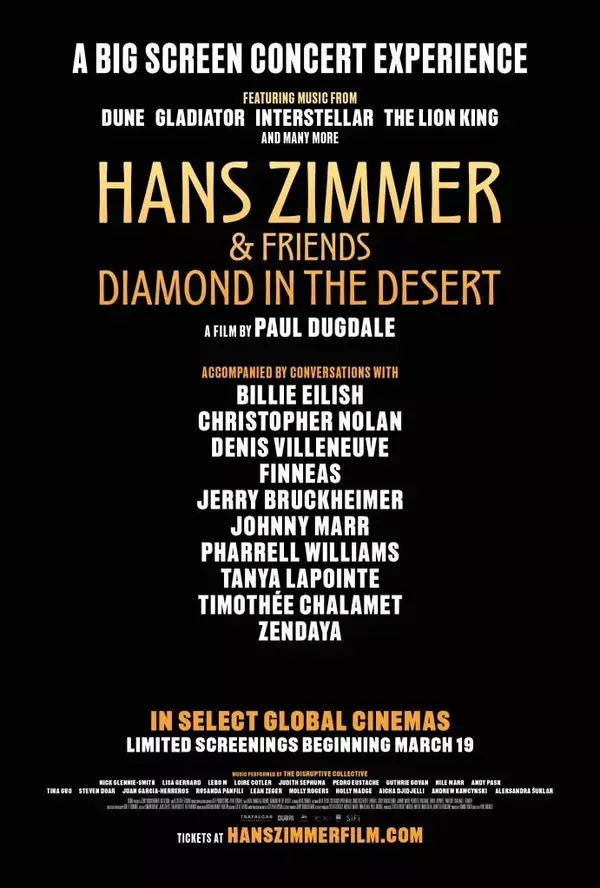 A BIG SCREEN CONCERT EXPERIENCE
FEATURING MUSIC FROM
DUNE GLADIATOR INTERSTELLAR THE LION KING
AND MANY MORE
HANS ZIMMER
& FRIENDS
DIAMOND IN THE DESERT
A FILM BY PAUL DUGDALE
ACCOMPANIED BY CONVERSATIONS WITH
BILLIE EILISH
CHRISTOPHER NOLAN
DENIS VILLENEUVE
FINNEAS
JERRY BRUCKHEIMER
JOHNNY MARR
PHARRELL WILLIAMS
TANYA LAPOINTE
TIMOTHÉE CHALAMET
ZENDAYA
IN SELECT GLOBAL CINEMAS
LIMITED SCREENINGS BEGINNING MARCH 19
MUSIC PERFORMED BY THE DISRUPTIVE COLLECTIVE
NICK GLENNIE-SMITH LISA GERRARD LEBO M LOIRE COTLER JUDITH SEPHUMA PEDRO EUSTACHE GUTHRIE GOVAN NILE MARR ANDY PASK
TINA GUO STEVEN DOAR JUAN GARCIA-HERREROS RUSANDA PANFILI LEAH ZEGER MOLLY ROGERS HOLLY MADGE AICHA DJIDJELLI ANDREW KAWCYNSKI ALEKSANDRA ŠUKLAR
TRAFALGAR DUBAI SiFi
TICKETS AT HANSZIMMERFILM.COM